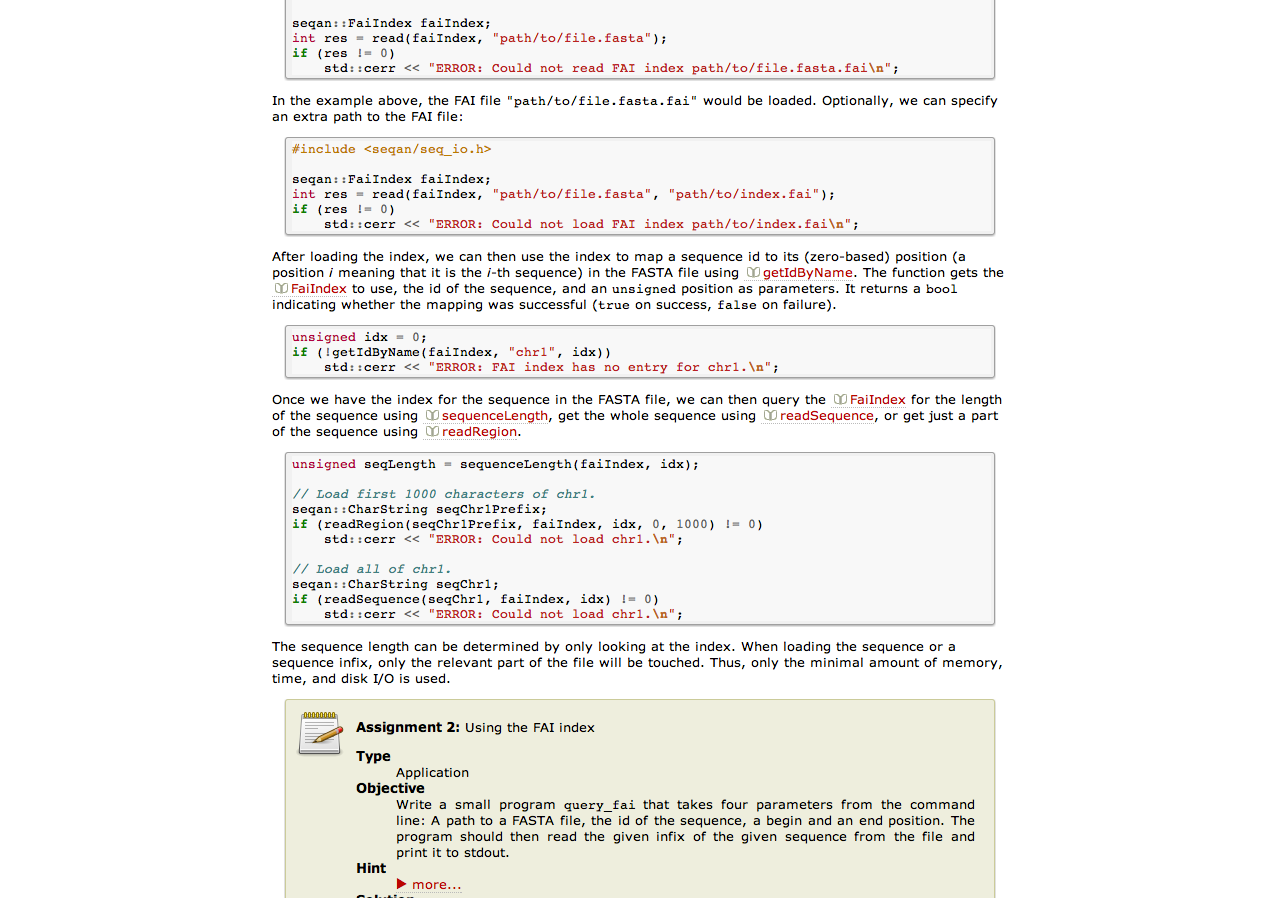 seqan::FaiIndex faiIndex;
int res = read(faiIndex, "path/to/file.fasta");
if (res != 0)
    std::cerr << "ERROR: Could not read FAI index path/to/file.fasta.fai\n";
In the example above, the FAI file "path/to/file.fasta.fai" would be loaded. Optionally, we can specify
an extra path to the FAI file:
#include <seqan/seq_io.h>
seqan::FaiIndex faiIndex;
int res = read(faiIndex, "path/to/file.fasta", "path/to/index.fai");
if (res != 0)
    std::cerr << "ERROR: Could not load FAI index path/to/index.fai\n";
After loading the index, we can then use the index to map a sequence id to its (zero-based) position (a
position i meaning that it is the i-th sequence) in the FASTA file using getIdByName. The function gets the
FaiIndex to use, the id of the sequence, and an unsigned position as parameters. It returns a bool
indicating whether the mapping was successful (true on success, false on failure).
unsigned idx = 0;
if (!getIdByName(faiIndex, "chr1", idx))
    std::cerr << "ERROR: FAI index has no entry for chr1.\n";
Once we have the index for the sequence in the FASTA file, we can then query the FaiIndex for the length
of the sequence using sequenceLength, get the whole sequence using readSequence, or get just a part
of the sequence using readRegion.
unsigned seqLength = sequenceLength(faiIndex, idx);
// Load first 1000 characters of chr1.
seqan::CharString seqChr1Prefix;
if (readRegion(seqChr1Prefix, faiIndex, idx, 0, 1000) != 0)
    std::cerr << "ERROR: Could not load chr1.\n";
// Load all of chr1.
seqan::CharString seqChr1;
if (readSequence(seqChr1, faiIndex, idx) != 0)
    std::cerr << "ERROR: Could not load chr1.\n";
The sequence length can be determined by only looking at the index. When loading the sequence or a
sequence infix, only the relevant part of the file will be touched. Thus, only the minimal amount of memory,
time, and disk I/O is used.
Assignment 2: Using the FAI index
Type
Application
Objective
Write a small program query_fai that takes four parameters from the command
line: A path to a FASTA file, the id of the sequence, a begin and an end position. The
program should then read the given infix of the given sequence from the file and
print it to stdout.
Hint
more...